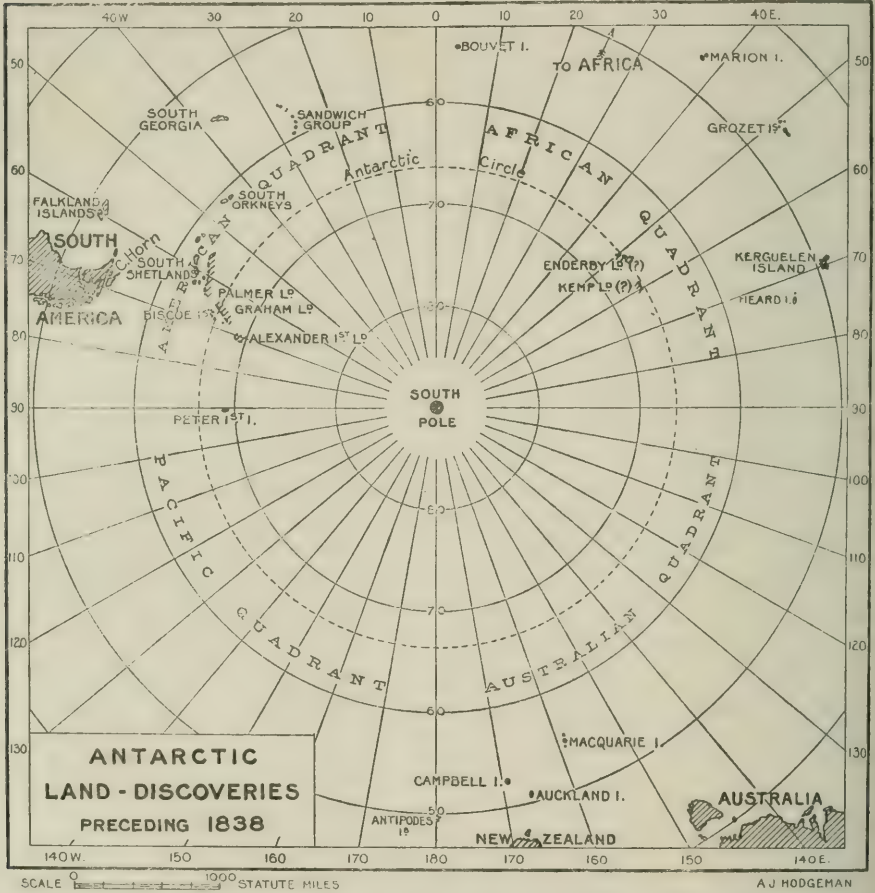 40W 30 20 10 0 10 20 30 40E.
BOUVET I.
TO AFRICA
MARION I.
50
50
60
SOUTH
GEORGIA
SANDWICH
GROUP
GROZET Is
AFRICAN QUADRANT
AMERICAN QUADRANT
Antarctic Circle
60
60
FALKLAND
ISLANDS
SOUTH
ORKNEYS
70
SOUTH
AMERICA
C. Horn
SOUTH
SHETLANDS
KERGUELEN
ISLAND
70
70
ENDERBY LD (?)
KEMP LD (?)
HEARD I.
PALMER LD
GRAHAM LD
BISCOE IS
80
ALEXANDER 1ST LD
80
80
SOUTH
POLE
90
90
PETER 1ST I.
100
100
80
PACIFIC QUADRANT
AUSTRALIAN QUADRANT
110
110
70
120
120
60
130
130
MACQUARIE I.
CAMPBELL I.
AUCKLAND I.
50
ANTIPODES
Is
NEW ZEALAND
AUSTRALIA
ANTARCTIC
LAND-DISCOVERIES
PRECEDING 1838
140W. 150 160 170 180 170 160 150 140E.
SCALE 0 1000 STATUTE MILES
A J HODGEMAN